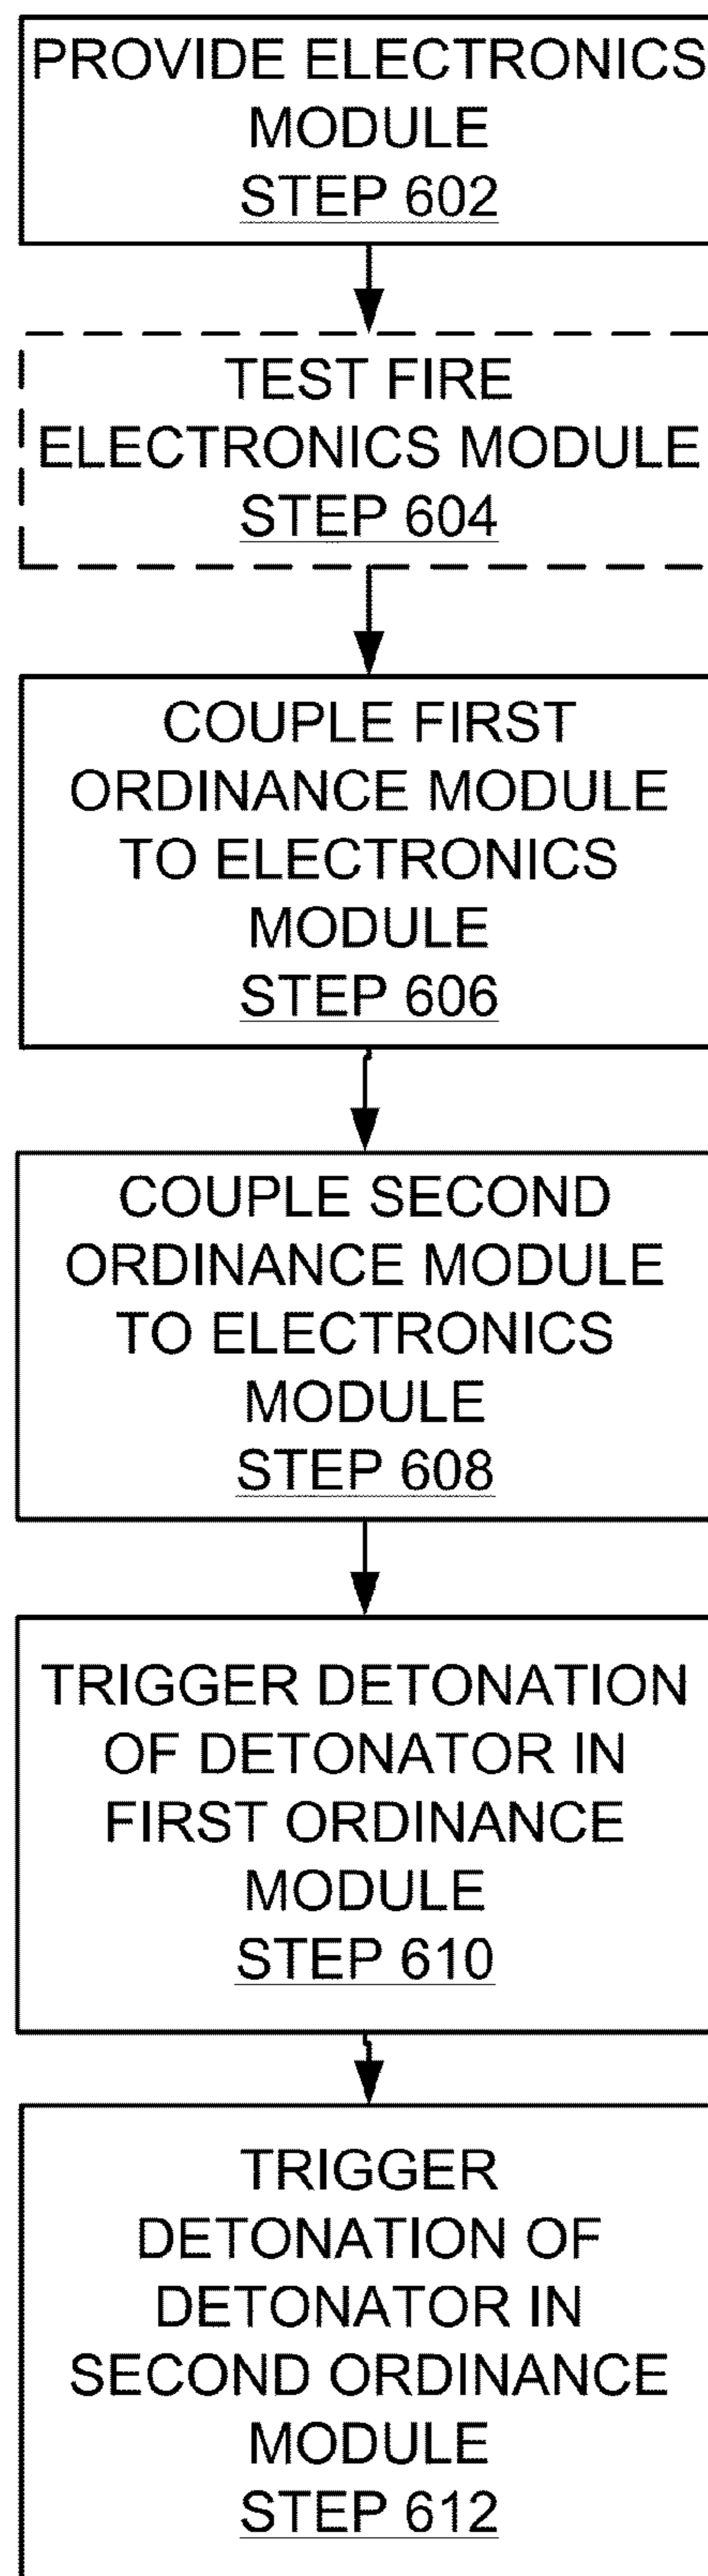 PROVIDE ELECTRONICS
MODULE
STEP 602
TEST FIRE
ELECTRONICS MODULE
STEP 604
COUPLE FIRST
ORDINANCE MODULE
TO ELECTRONICS
MODULE
STEP 606
COUPLE SECOND
ORDINANCE MODULE
TO ELECTRONICS
MODULE
STEP 608
TRIGGER DETONATION
OF DETONATOR IN
FIRST ORDINANCE
MODULE
STEP 610
TRIGGER
DETONATION OF
DETONATOR IN
SECOND ORDINANCE
MODULE
STEP 612